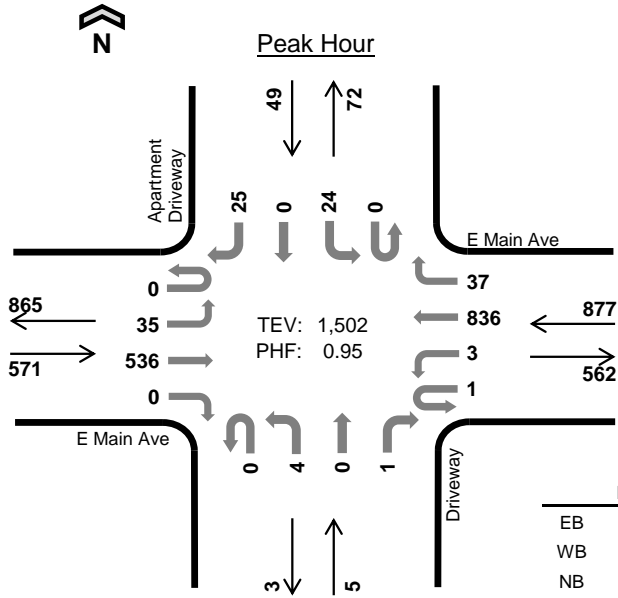 N
Peak Hour
49
72
Apartment
Driveway
25
0
24
0
E Main Ave
0
37
865
35
TEV: 1,502
836
877
571
536
PHF: 0.95
3
562
0
1
E Main Ave
0
4
0
1
Driveway
3
5
EB
WB
NB